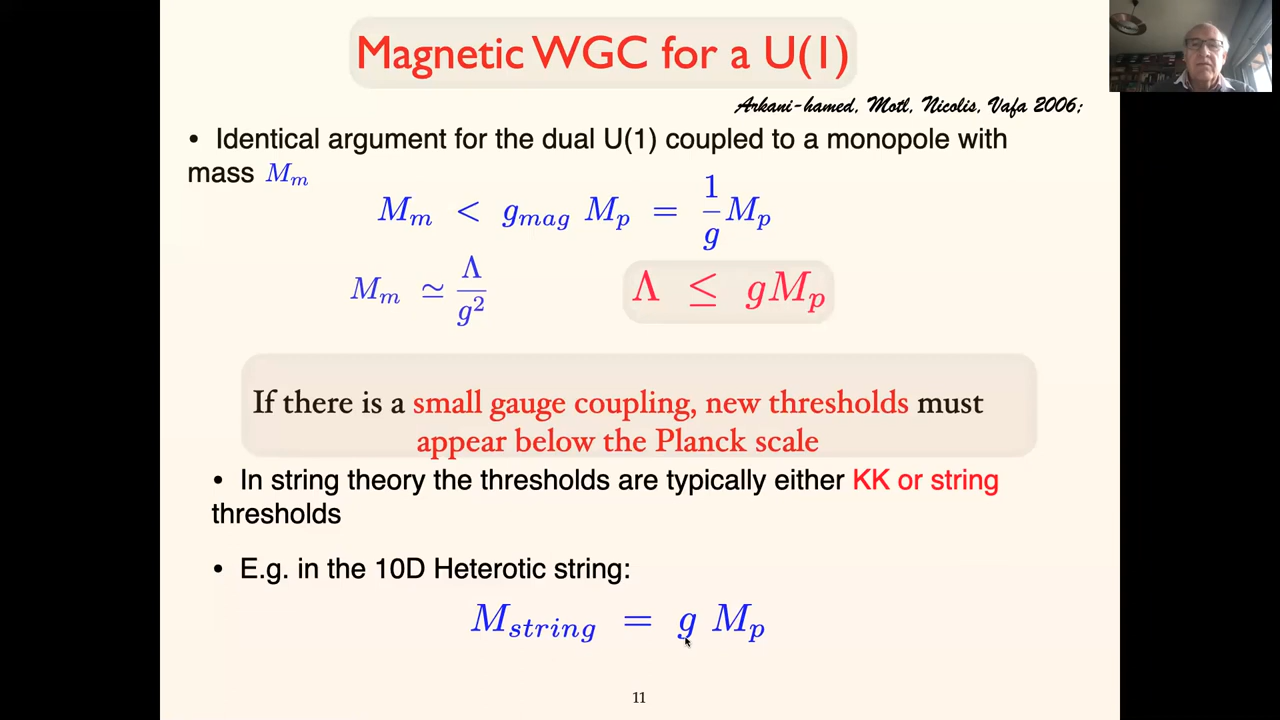 Magnetic WGC for a U(1)
Arkani-hamed, Motl, Nicolis, Vafa 2006;
• Identical argument for the dual U(1) coupled to a monopole with
mass M_m
M_m < g_mag M_p = 1/g M_p
M_m ≃ Λ/g² Λ ≤ gM_p
If there is a small gauge coupling, new thresholds must
appear below the Planck scale
• In string theory the thresholds are typically either KK or string
thresholds
• E.g. in the 10D Heterotic string:
M_string = g M_p
11